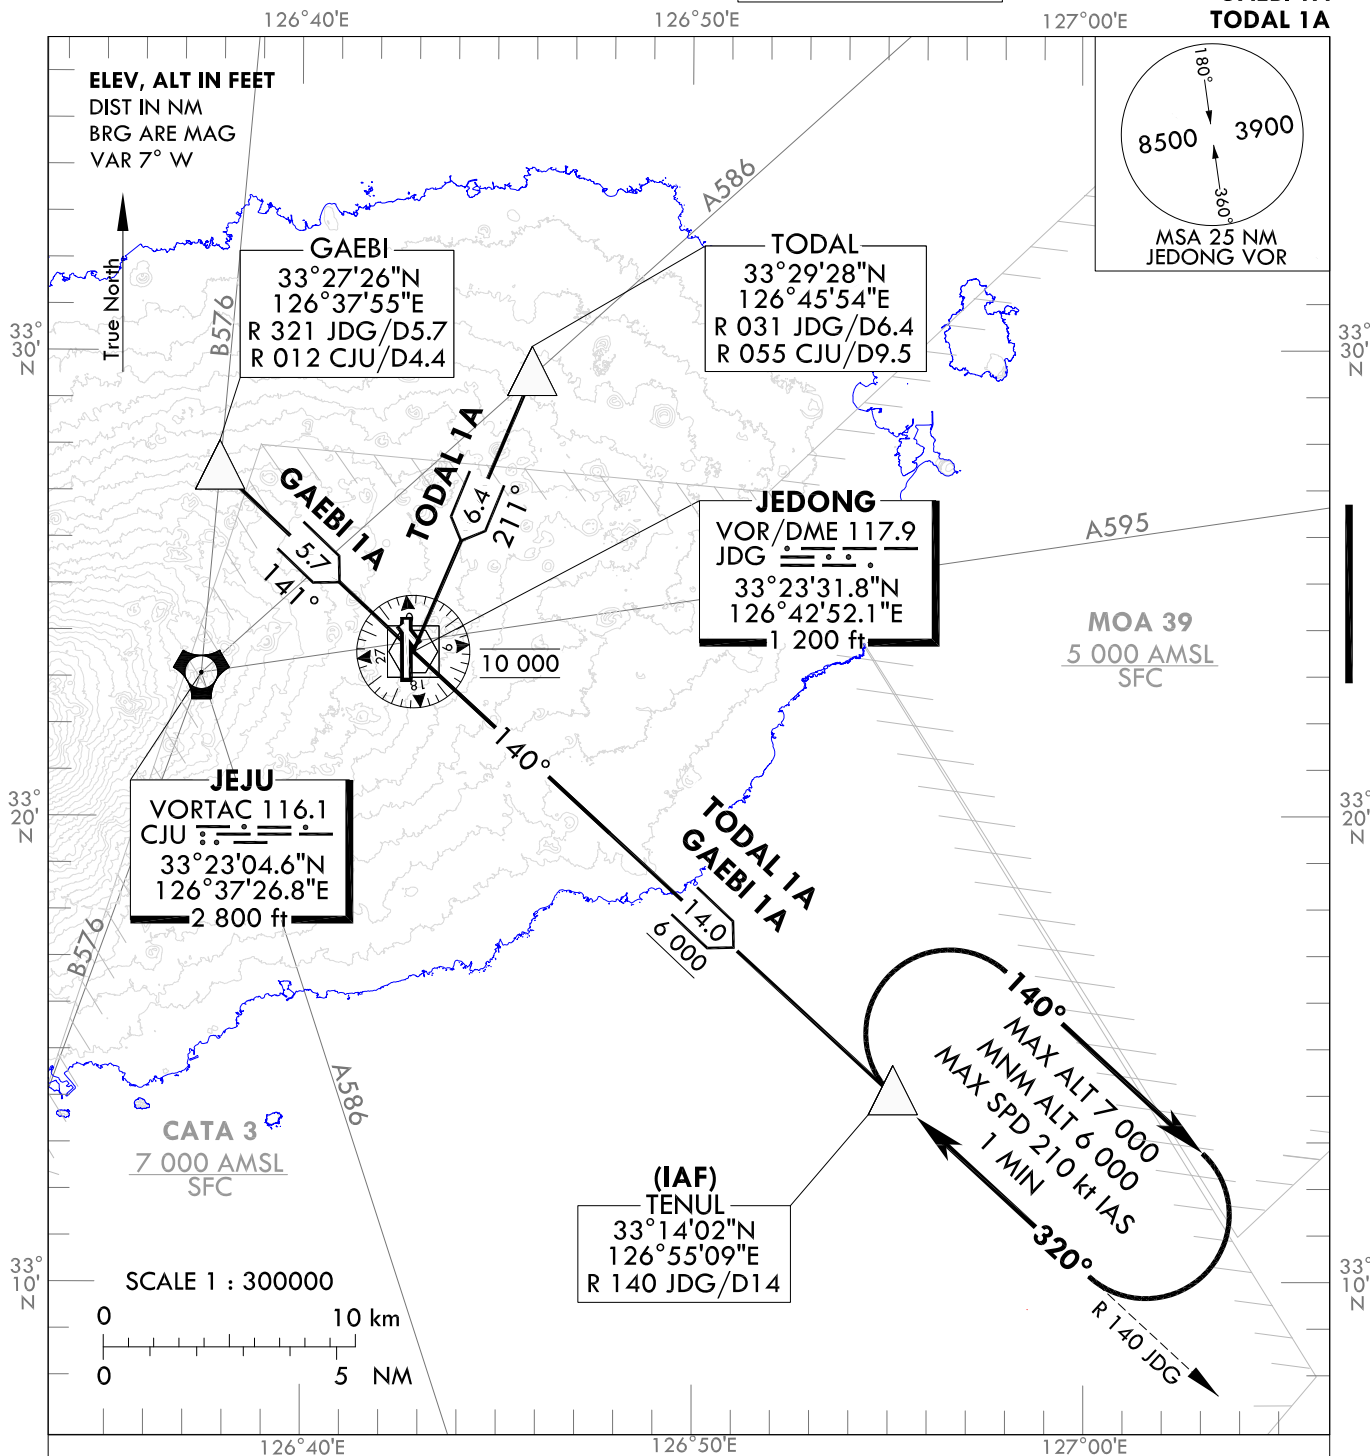 126°40'E
126°50'E
127°00'E
TODAL 1A
ELEV, ALT IN FEET
DIST IN NM
BRG ARE MAG
VAR 7° W
True North
180°
8500
3900
360°
MSA 25 NM
JEDONG VOR
A586
B576
GAEBI
33°27'26"N
126°37'55"E
R 321 JDG/D5.7
R 012 CJU/D4.4
TODAL
33°29'28"N
126°45'54"E
R 031 JDG/D6.4
R 055 CJU/D9.5
33°
30'
N
33°
30'
N
TODAL 1A
6.4
211°
GAEBI 1A
5.7
141°
JEDONG
VOR/DME 117.9
JDG
33°23'31.8"N
126°42'52.1"E
1 200 ft
A595
MOA 39
5 000 AMSL
SFC
0
9
18
27
10 000
140°
JEJU
VORTAC 116.1
CJU
33°23'04.6"N
126°37'26.8"E
2 800 ft
33°
20'
N
33°
20'
N
TODAL 1A
GAEBI 1A
14.0
6 000
B576
A586
140°
MAX ALT 7 000
MNM ALT 6 000
MAX SPD 210 kt IAS
1 MIN
320°
R 140 JDG
CATA 3
7 000 AMSL
SFC
(IAF)
TENUL
33°14'02"N
126°55'09"E
R 140 JDG/D14
33°
10'
N
33°
10'
N
SCALE 1 : 300000
0
10 km
0
5 NM
126°40'E
126°50'E
127°00'E